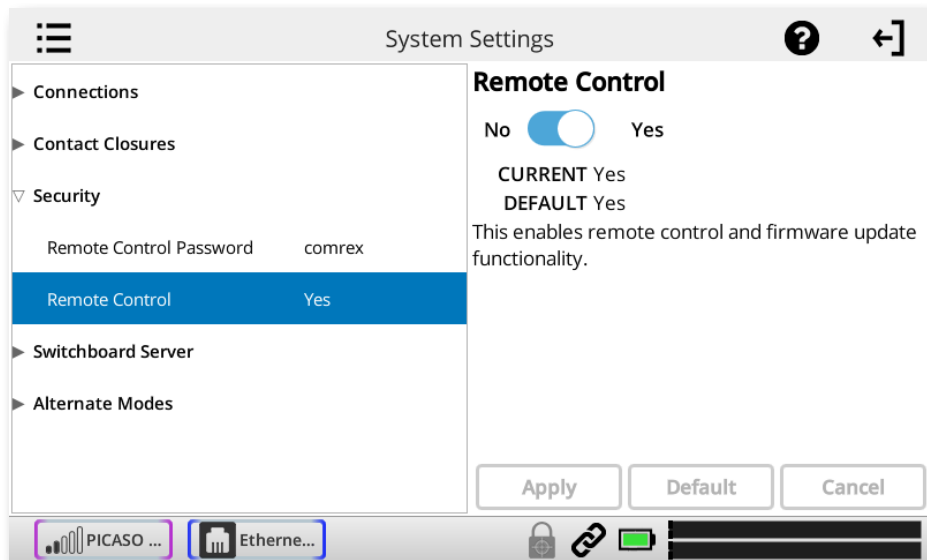 System Settings
?
Connections
Contact Closures
Security
Remote Control Password comrex
Remote Control Yes
Switchboard Server
Alternate Modes
Remote Control
No Yes
CURRENT Yes
DEFAULT Yes
This enables remote control and firmware update
functionality.
Apply Default Cancel
PICASO ... Etherne...